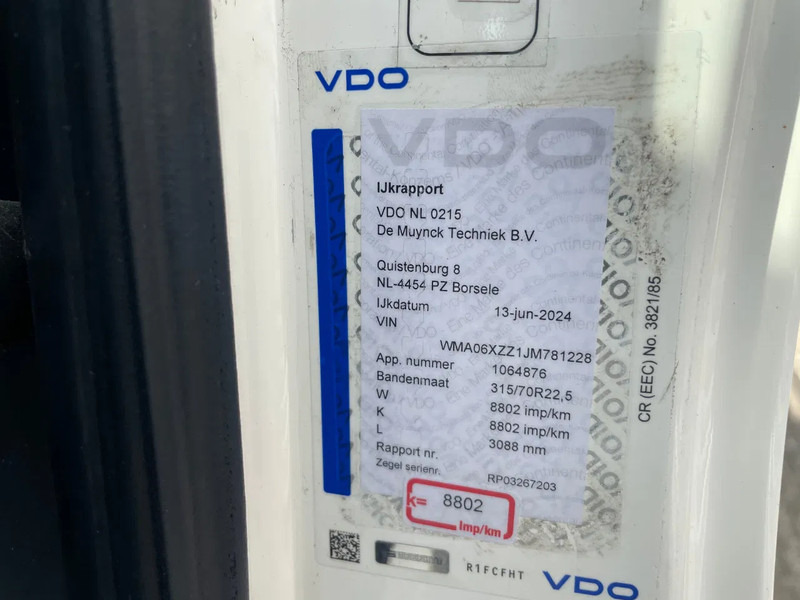 VDO
VDO
IJkrapport
VDO NL 0215
De Muynck Techniek B.V.
Quistenburg 8
NL-4454 PZ Borsele
IJkdatum 13-jun-2024
VIN
WMA06XZZ1JM781228
App. nummer 1064876
Bandenmaat 315/70R22,5
W 8802 imp/km
K 8802 imp/km
L 3088 mm
Rapport nr.
Zegel serienr. RP03267203
k= 8802
Imp/km
CR (EEC) No. 3821/85
R1FCFHT
VDO